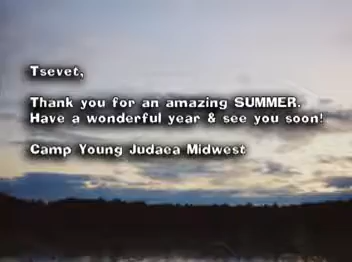 Tsevet,
Thank you for an amazing SUMMER.
Have a wonderful year & see you soon!
Camp Young Judaea Midwest